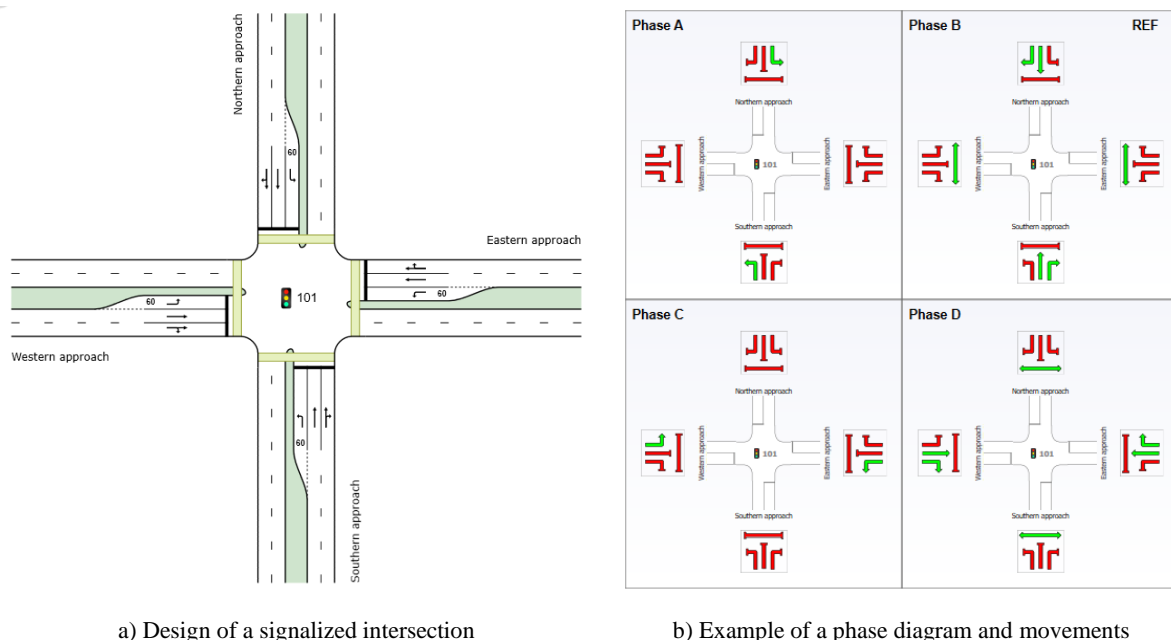 Northern approach
60
Eastern approach
101
60
60
Western approach
60
Southern approach
Phase A
Northern approach
Western approach
101
Eastern approach
Southern approach
Phase B
REF
Northern approach
Western approach
101
Eastern approach
Southern approach
Phase C
Northern approach
Western approach
101
Eastern approach
Southern approach
Phase D
Northern approach
Western approach
101
Eastern approach
Southern approach
a) Design of a signalized intersection
b) Example of a phase diagram and movements